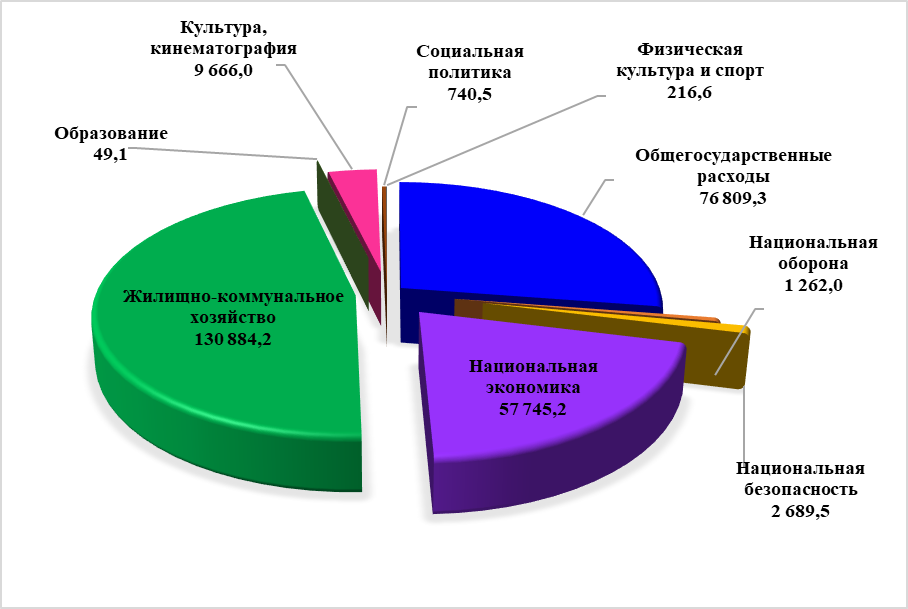 Культура,
кинематография
9 666,0
Социальная
политика
740,5
Физическая
культура и спорт
216,6
Образование
49,1
Общегосударственные
расходы
76 809,3
Национальная
оборона
1 262,0
Жилищно-коммунальное
хозяйство
130 884,2
Национальная
экономика
57 745,2
Национальная
безопасность
2 689,5